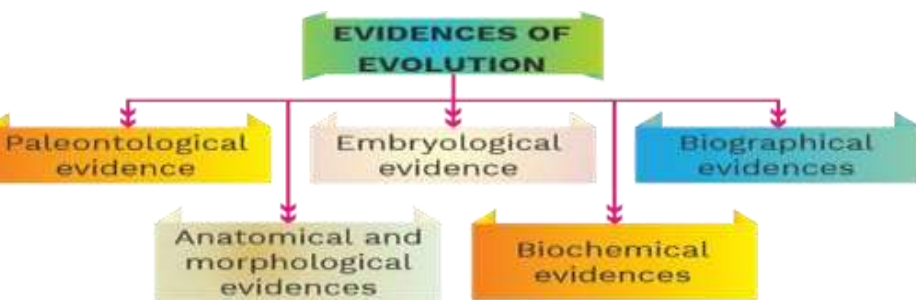 EVIDENCES OF
EVOLUTION
Paleontological
evidence
Embryological
evidence
Biographical
evidences
Anatomical and
morphological
evidences
Biochemical
evidences